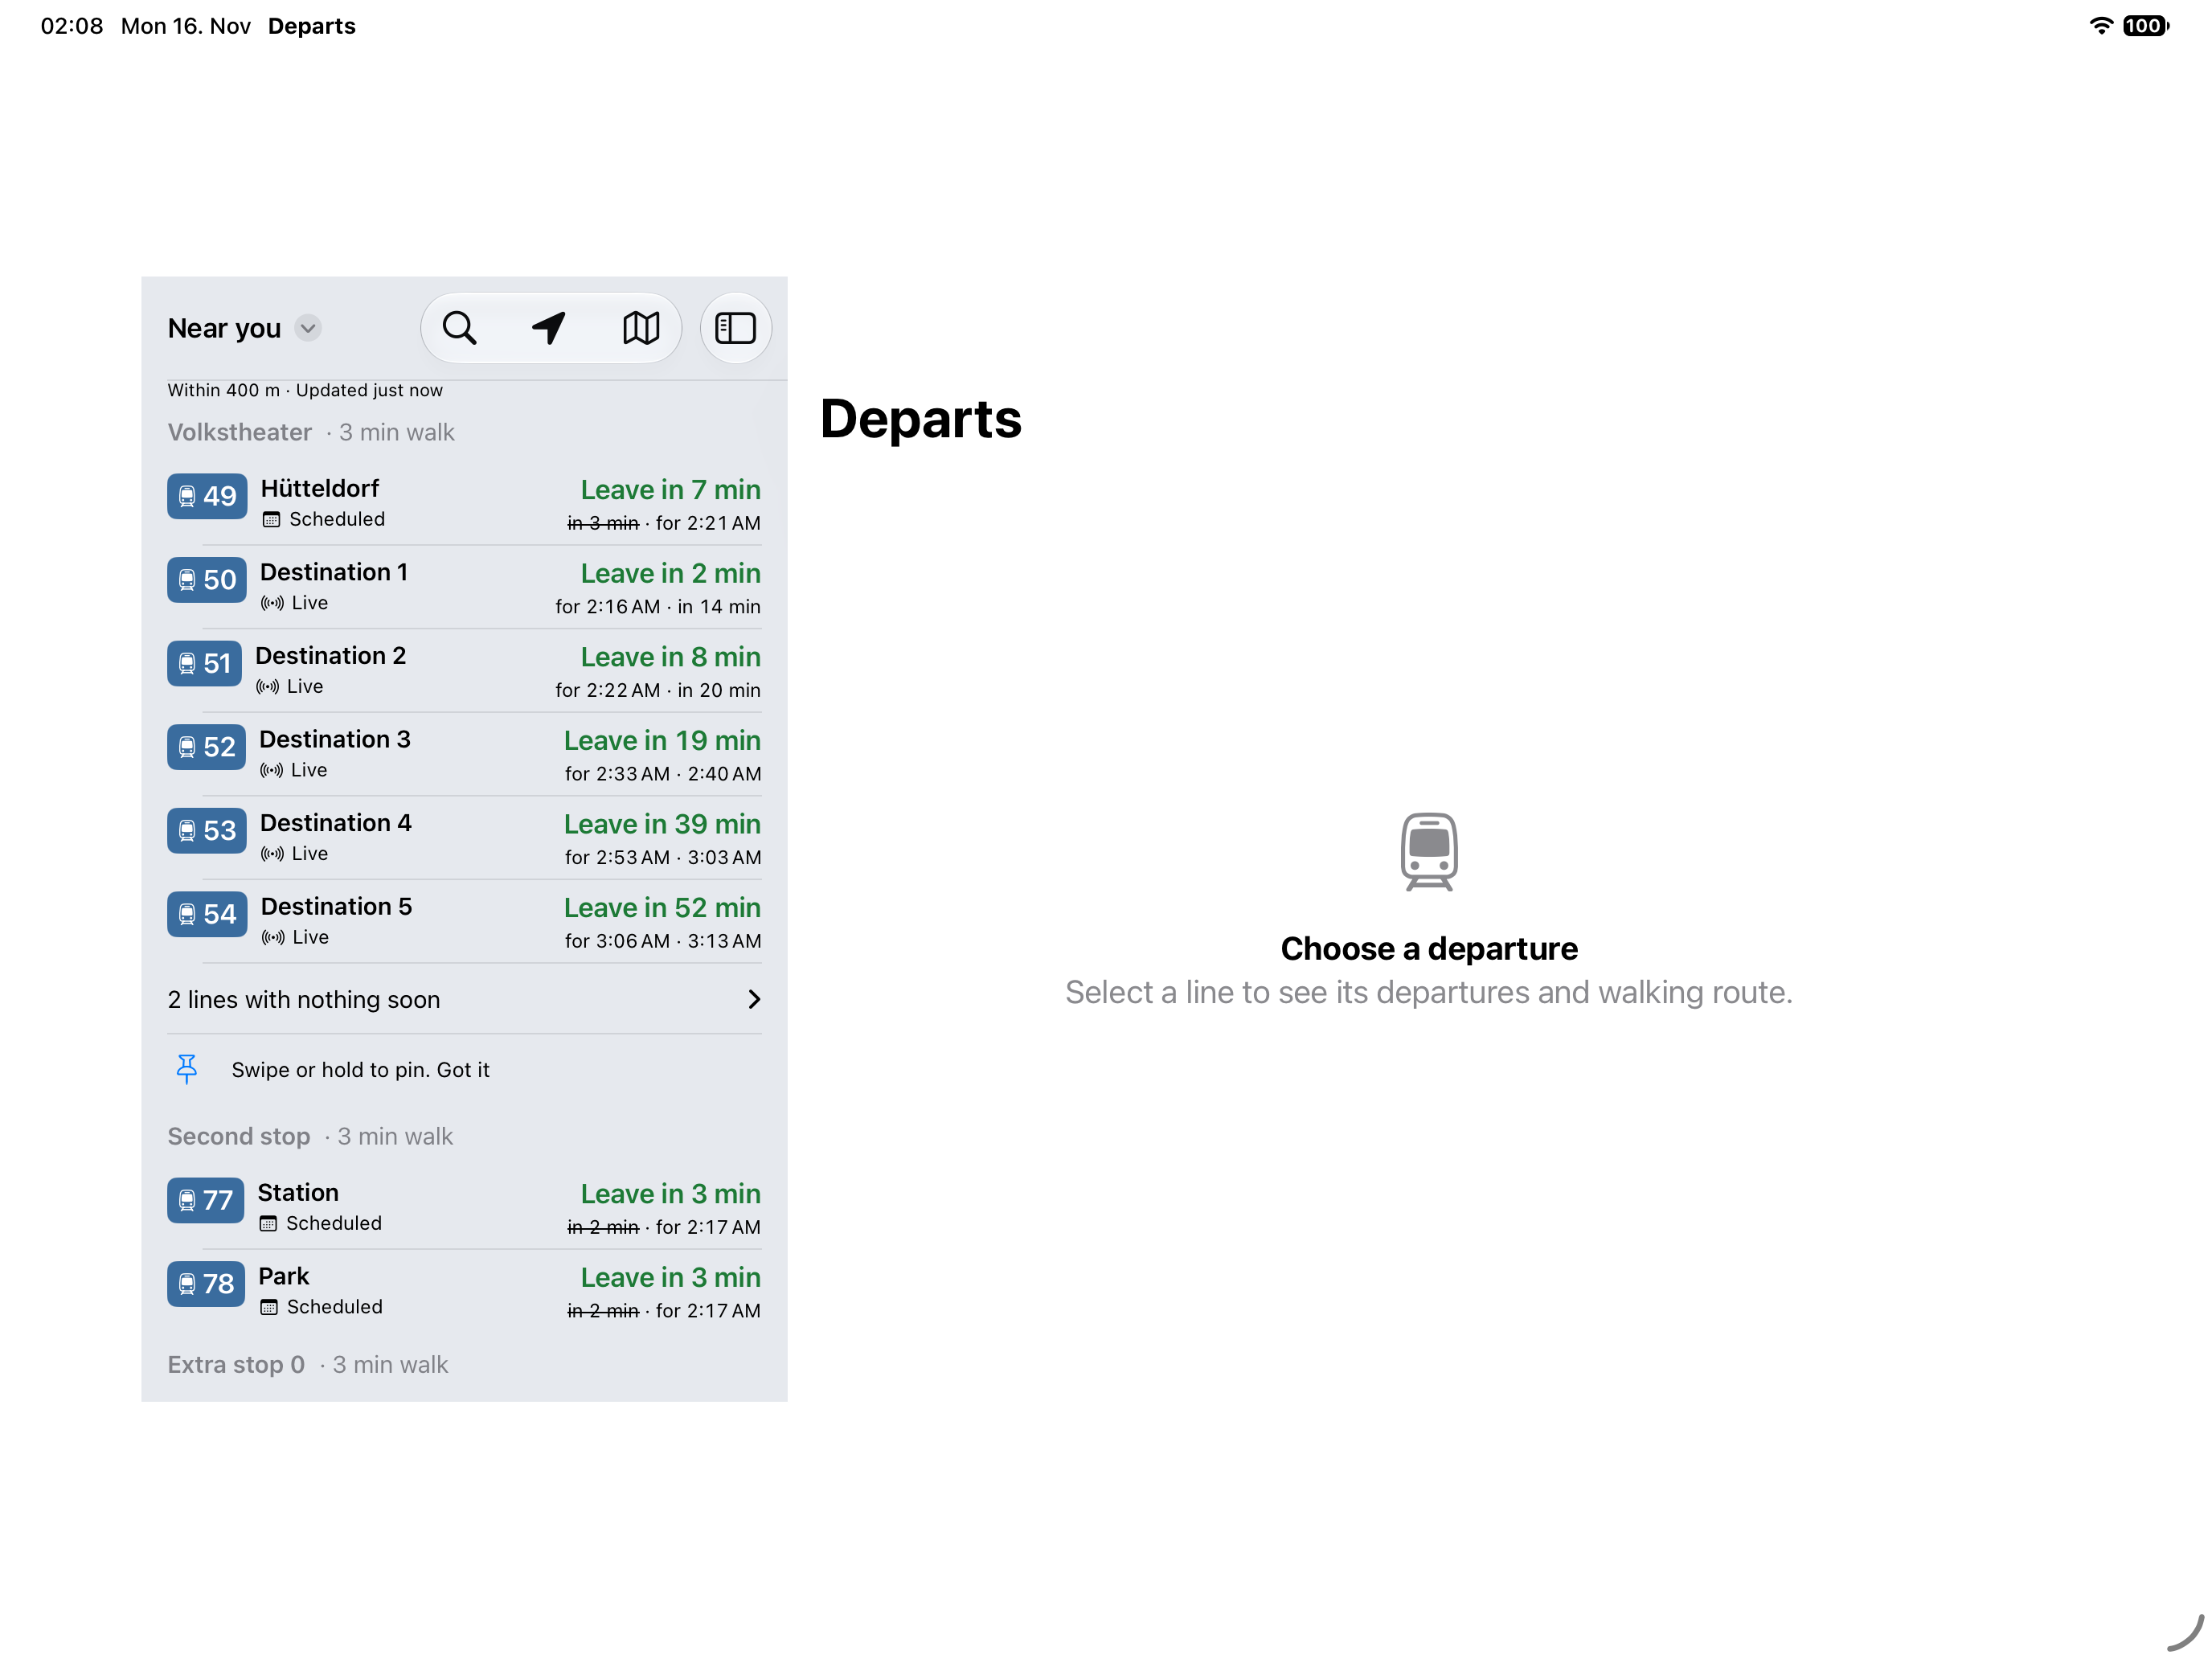 02:08 Mon 16. Nov Departs
100
Near you
Within 400 m · Updated just now
Volkstheater · 3 min walk
49 Hütteldorf Leave in 7 min
Scheduled in 3 min · for 2:21 AM
50 Destination 1 Leave in 2 min
Live for 2:16 AM · in 14 min
51 Destination 2 Leave in 8 min
Live for 2:22 AM · in 20 min
52 Destination 3 Leave in 19 min
Live for 2:33 AM · 2:40 AM
53 Destination 4 Leave in 39 min
Live for 2:53 AM · 3:03 AM
54 Destination 5 Leave in 52 min
Live for 3:06 AM · 3:13 AM
2 lines with nothing soon
Swipe or hold to pin. Got it
Second stop · 3 min walk
77 Station Leave in 3 min
Scheduled in 2 min · for 2:17 AM
78 Park Leave in 3 min
Scheduled in 2 min · for 2:17 AM
Extra stop 0 · 3 min walk
Departs
Choose a departure
Select a line to see its departures and walking route.